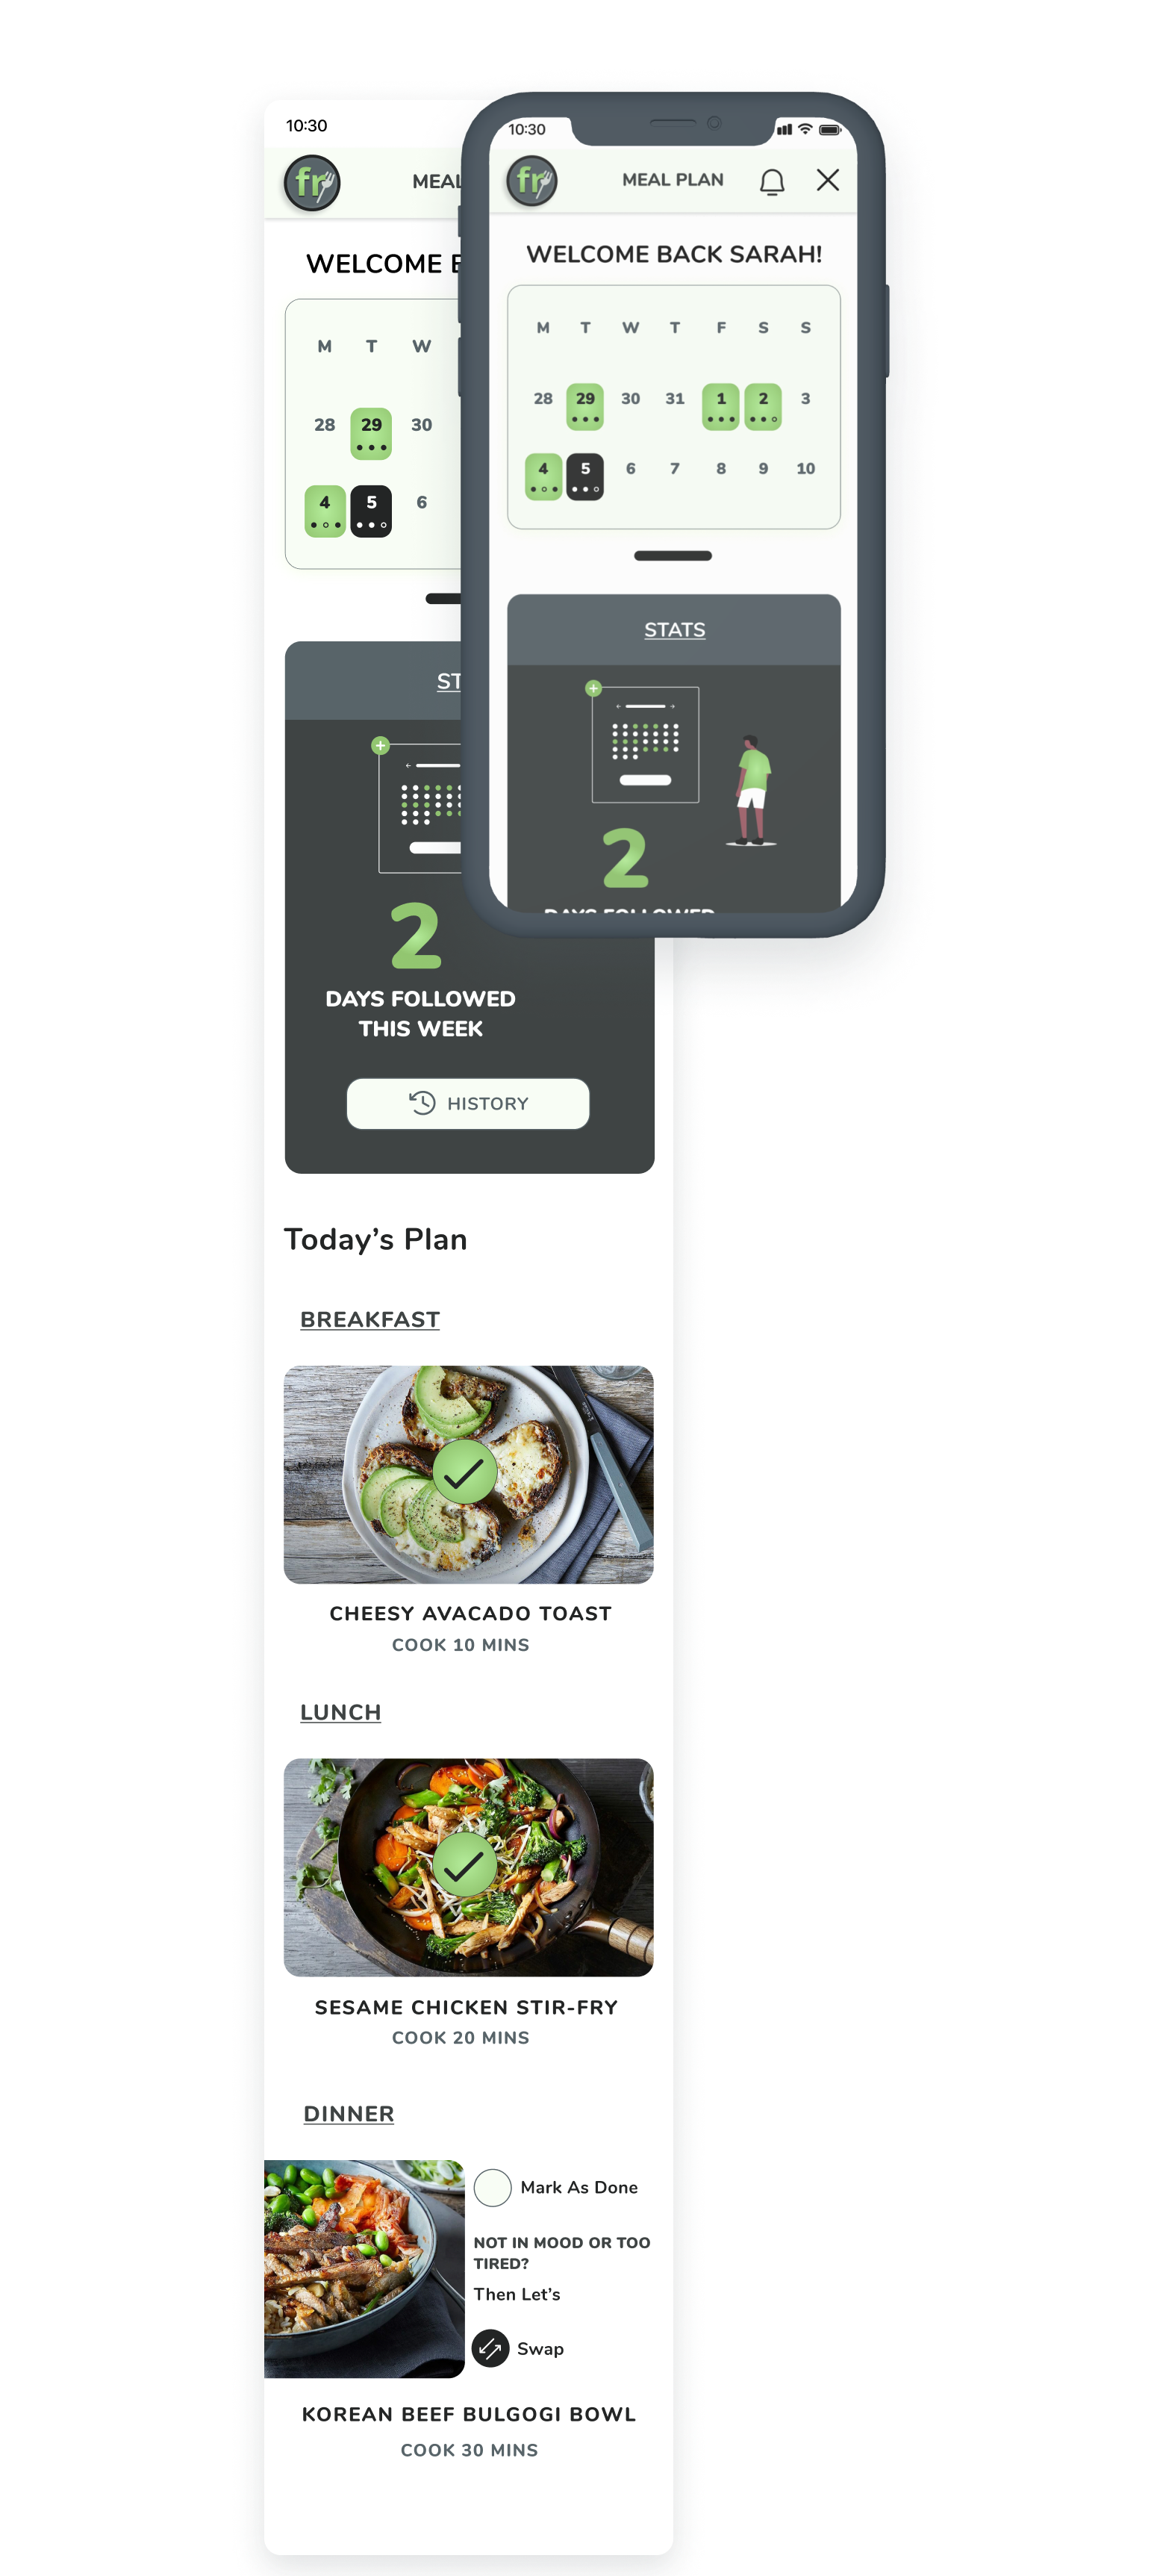 10:30
fr
MEAL
WELCOME
M T W
28 29 30
4 5 6
ST
2
DAYS FOLLOWED
THIS WEEK
HISTORY
10:30
fr
MEAL PLAN
WELCOME BACK SARAH!
M T W T F S S
28 29 30 31 1 2 3
4 5 6 7 8 9 10
STATS
2
DAYS FOLLOWED
Today's Plan
BREAKFAST
CHEESY AVACADO TOAST
COOK 10 MINS
LUNCH
SESAME CHICKEN STIR-FRY
COOK 20 MINS
DINNER
Mark As Done
NOT IN MOOD OR TOO
TIRED?
Then Let's
Swap
KOREAN BEEF BULGOGI BOWL
COOK 30 MINS